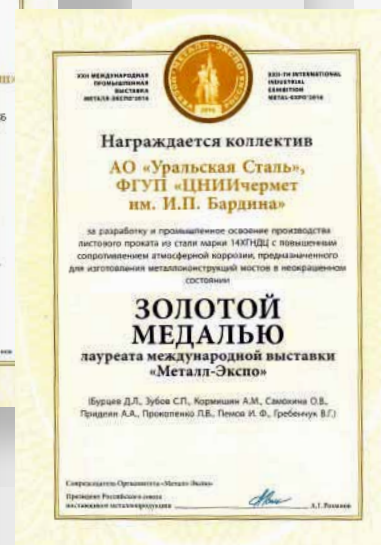 XXII МЕЖДУНАРОДНАЯ
ПРОМЫШЛЕННАЯ
ВЫСТАВКА
МЕТАЛЛ-ЭКСПО'2016
XXII-TH INTERNATIONAL
INDUSTRIAL
EXHIBITION
METAL-EXPO'2016
2016
Награждается коллектив
АО «Уральская Сталь»,
ФГУП «ЦНИИчермет
им. И.П. Бардина»
за разработку и промышленное освоение производства
листового проката из стали марки 14ХГНДЦ с повышенным
сопротивлением атмосферной коррозии, предназначенного
для изготовления металлоконструкций мостов в неокрашенном
состоянии
ЗОЛОТОЙ
МЕДАЛЬЮ
лауреата международной выставки
«Металл-Экспо»
(Бурцев Д.Л., Зубов С.П., Кормишин А.М., Самохина О.В.,
Придеин А.А., Прокопенко Л.В., Пемов И. Ф., Гребенчук В.Г.)
Сопредседатель Оргкомитета «Металл-Экспо»
Президент Российского союза
поставщиков металлопродукции
А.Г. Романов